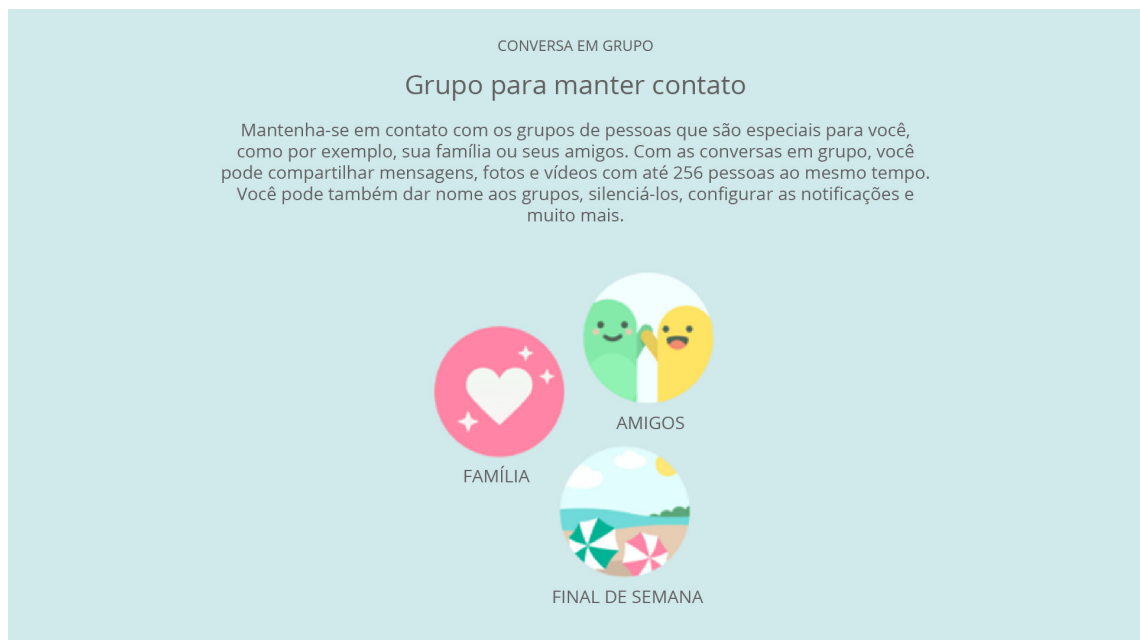 CONVERSA EM GRUPO
Grupo para manter contato
Mantenha-se em contato com os grupos de pessoas que são especiais para você,
como por exemplo, sua família ou seus amigos. Com as conversas em grupo, você
pode compartilhar mensagens, fotos e vídeos com até 256 pessoas ao mesmo tempo.
Você pode também dar nome aos grupos, silenciá-los, configurar as notificações e
muito mais.
AMIGOS
FAMÍLIA
FINAL DE SEMANA